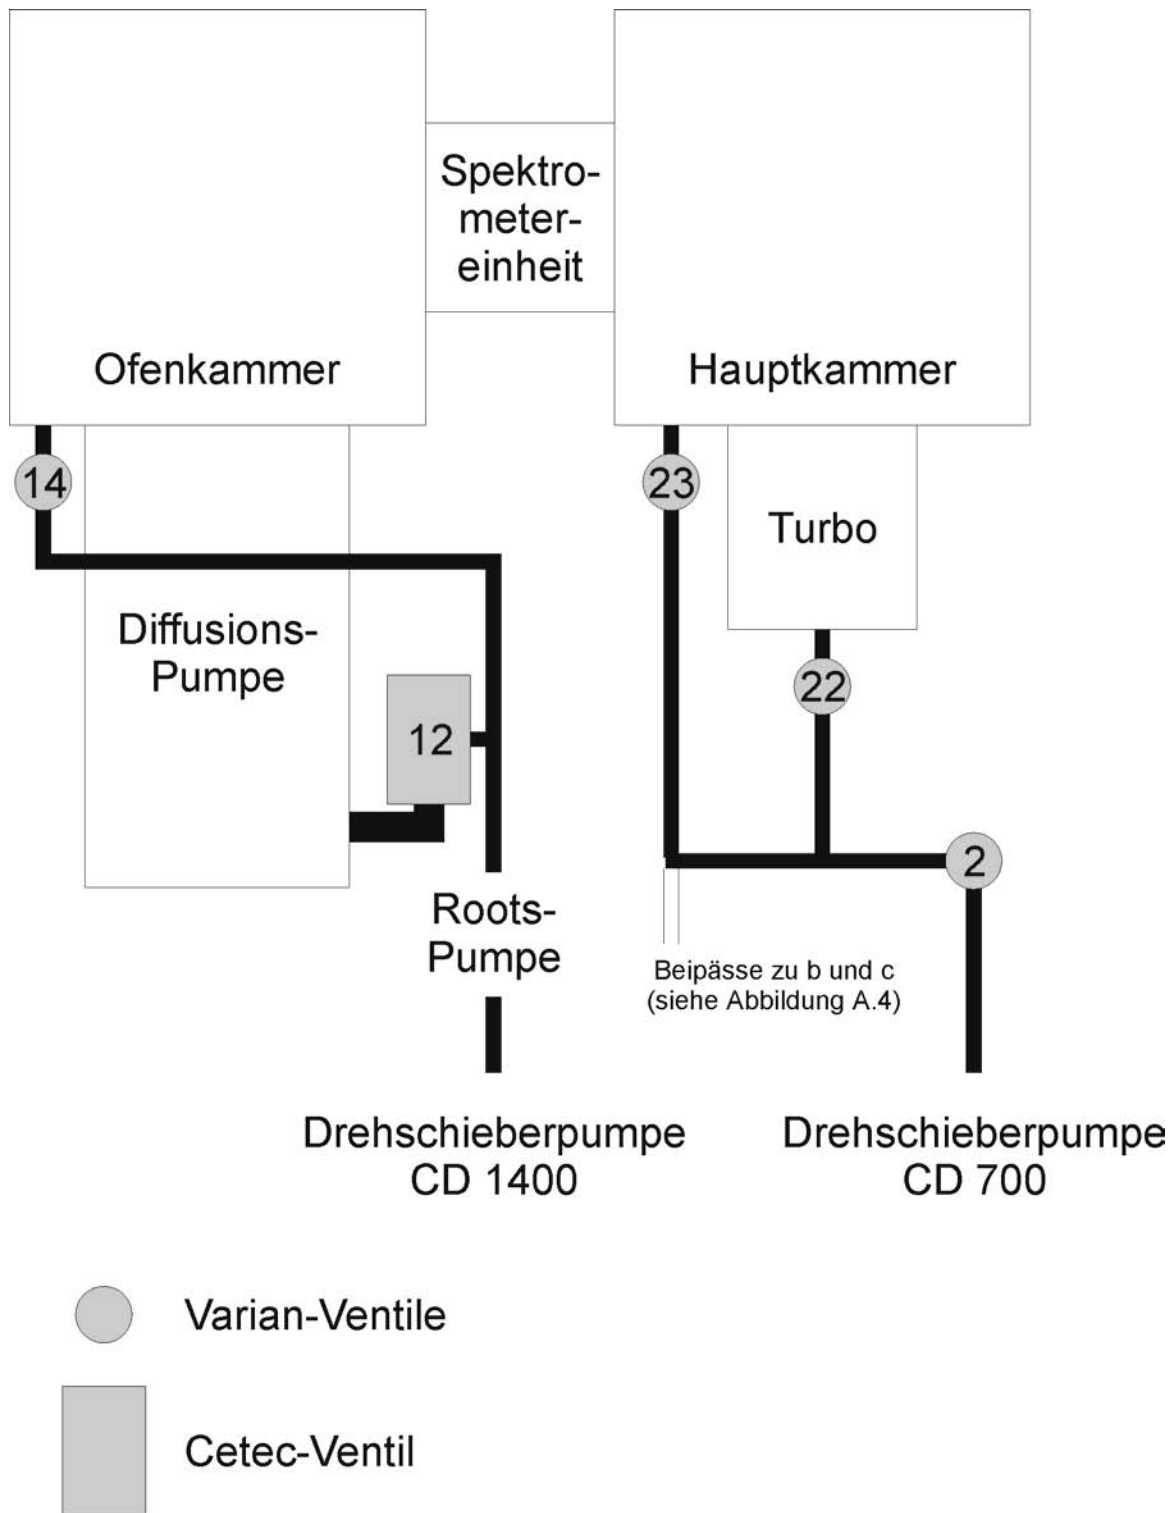 Spektro-
meter-
einheit
Ofenkammer
Hauptkammer
14
23
Turbo
Diffusions-
Pumpe
22
12
2
Roots-
Pumpe
Beipässe zu b und c
(siehe Abbildung A.4)
Drehschieberpumpe
CD 1400
Drehschieberpumpe
CD 700
Varian-Ventile
Cetec-Ventil